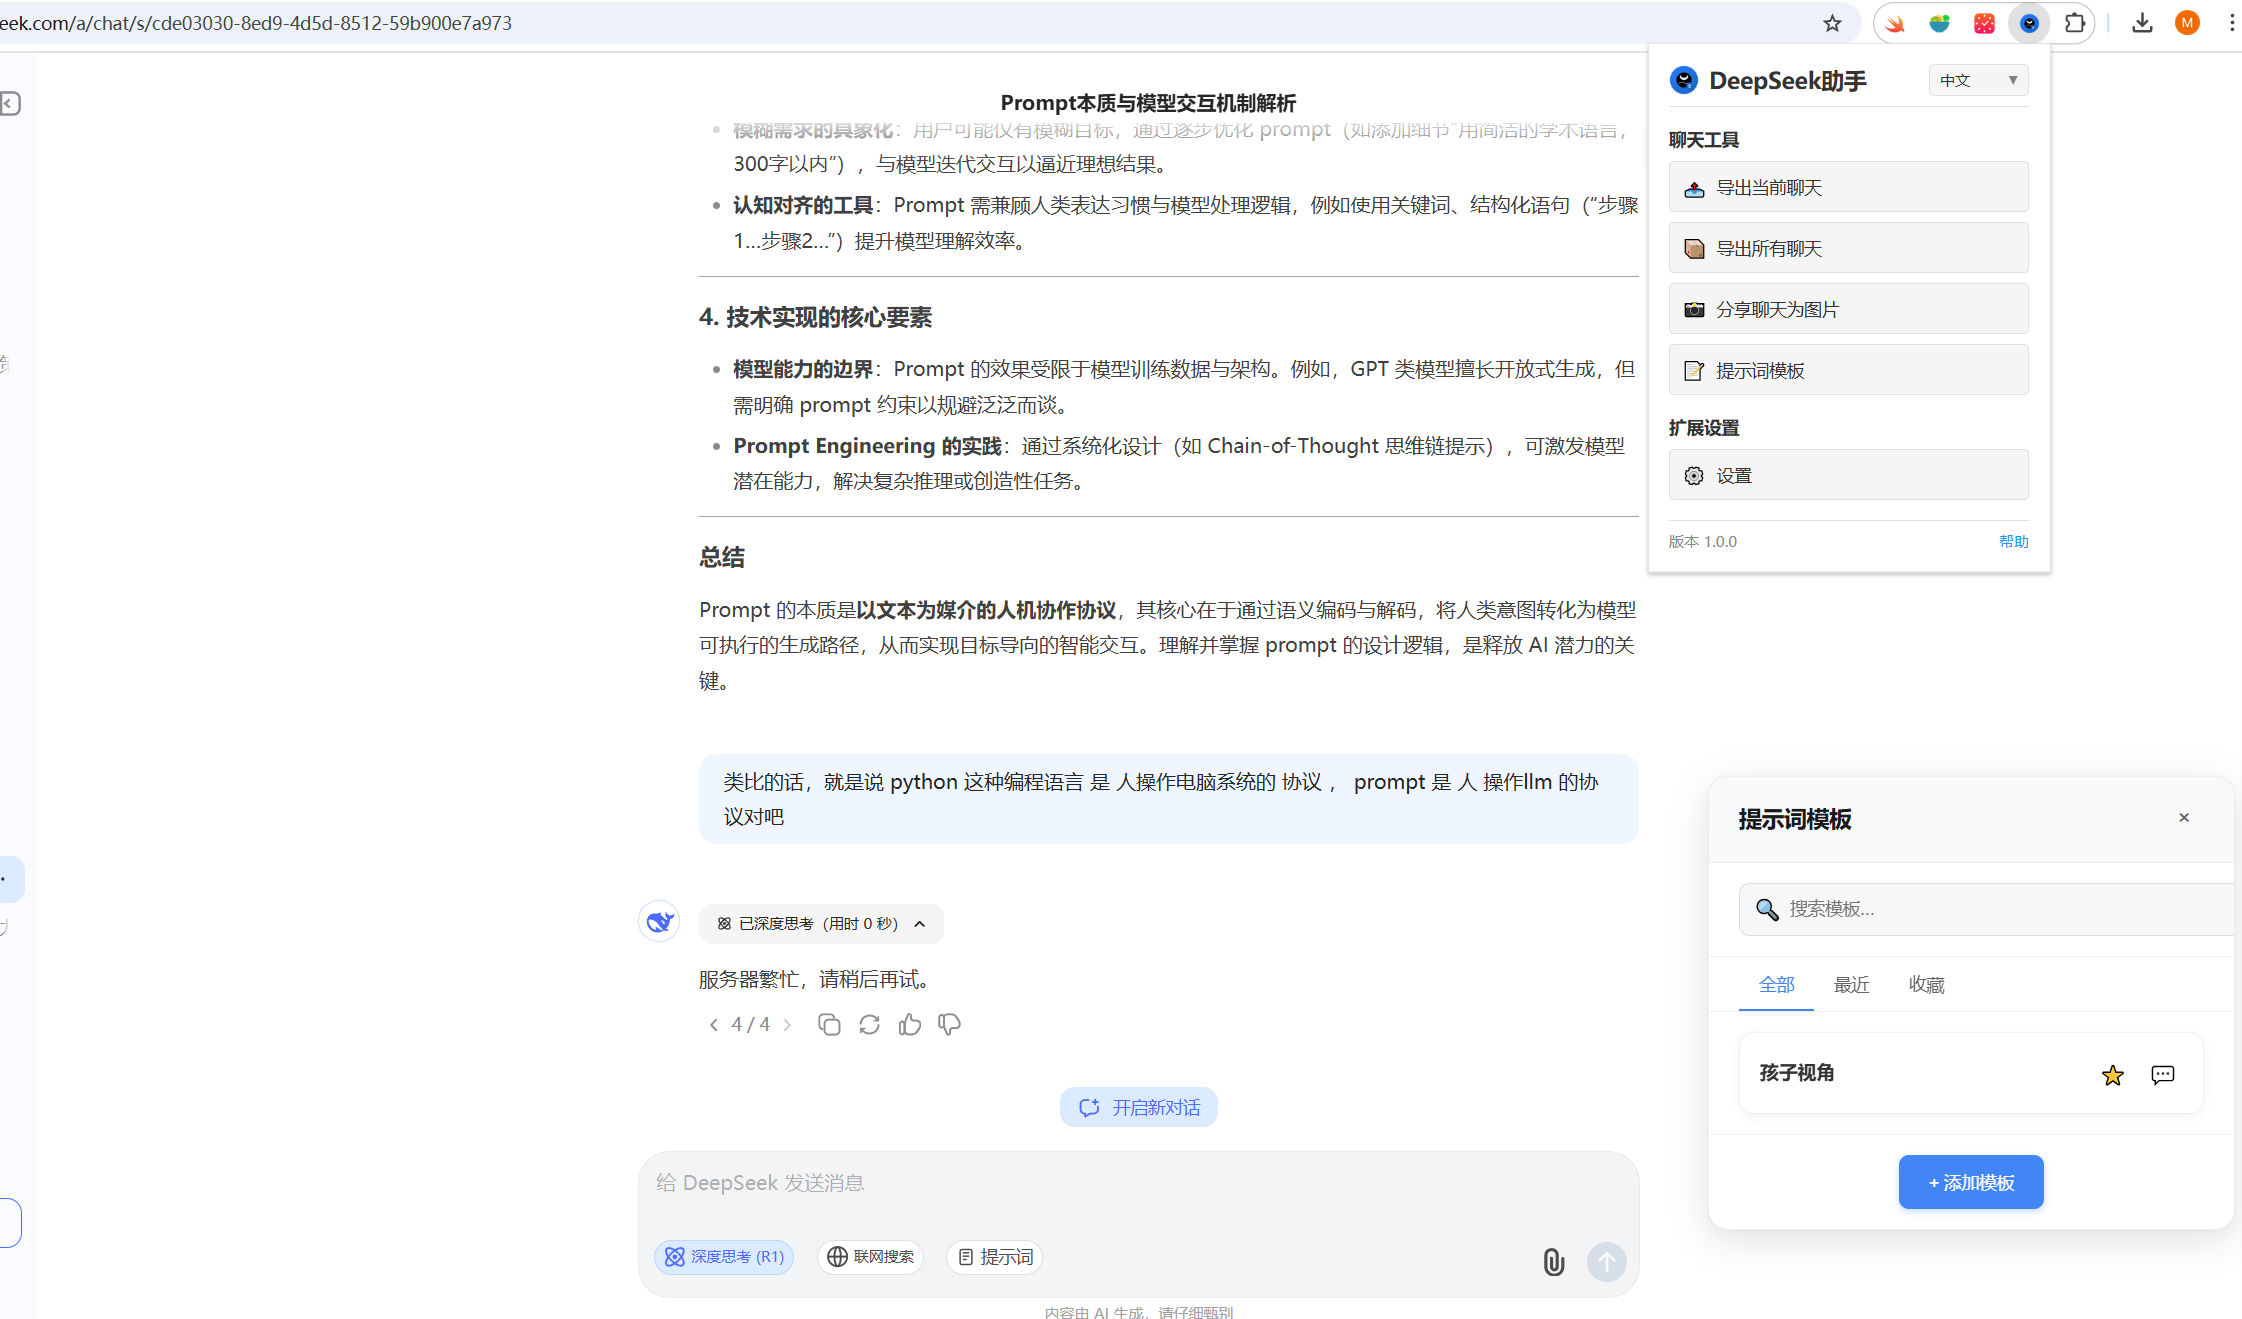 eek.com/a/chat/s/cde03030-8ed9-4d5d-8512-59b900e7a973
M
Prompt本质与模型交互机制解析
模糊需求的具象化：用户可能仅有模糊目标，通过逐步优化 prompt（如添加细节“用简洁的学术语言，
300字以内”），与模型迭代交互以逼近理想结果。
认知对齐的工具：Prompt 需兼顾人类表达习惯与模型处理逻辑，例如使用关键词、结构化语句（“步骤
1...步骤2...”）提升模型理解效率。
4. 技术实现的核心要素
模型能力的边界：Prompt 的效果受限于模型训练数据与架构。例如，GPT 类模型擅长开放式生成，但
需明确 prompt 约束以规避泛泛而谈。
Prompt Engineering 的实践：通过系统化设计（如 Chain-of-Thought 思维链提示），可激发模型
潜在能力，解决复杂推理或创造性任务。
总结
Prompt 的本质是以文本为媒介的人机协作协议，其核心在于通过语义编码与解码，将人类意图转化为模型
可执行的生成路径，从而实现目标导向的智能交互。理解并掌握 prompt 的设计逻辑，是释放 AI 潜力的关
键。
类比的话，就是说 python 这种编程语言 是 人操作电脑系统的 协议 ， prompt 是 人 操作llm 的协
议对吧
已深度思考（用时 0 秒）
服务器繁忙，请稍后再试。
4 / 4
开启新对话
给 DeepSeek 发送消息
深度思考 (R1)
联网搜索
提示词
内容由 AI 生成，请仔细甄别
DeepSeek助手
中文
聊天工具
导出当前聊天
导出所有聊天
分享聊天为图片
提示词模板
扩展设置
设置
版本 1.0.0
帮助
提示词模板
×
搜索模板...
全部
最近
收藏
孩子视角
+ 添加模板